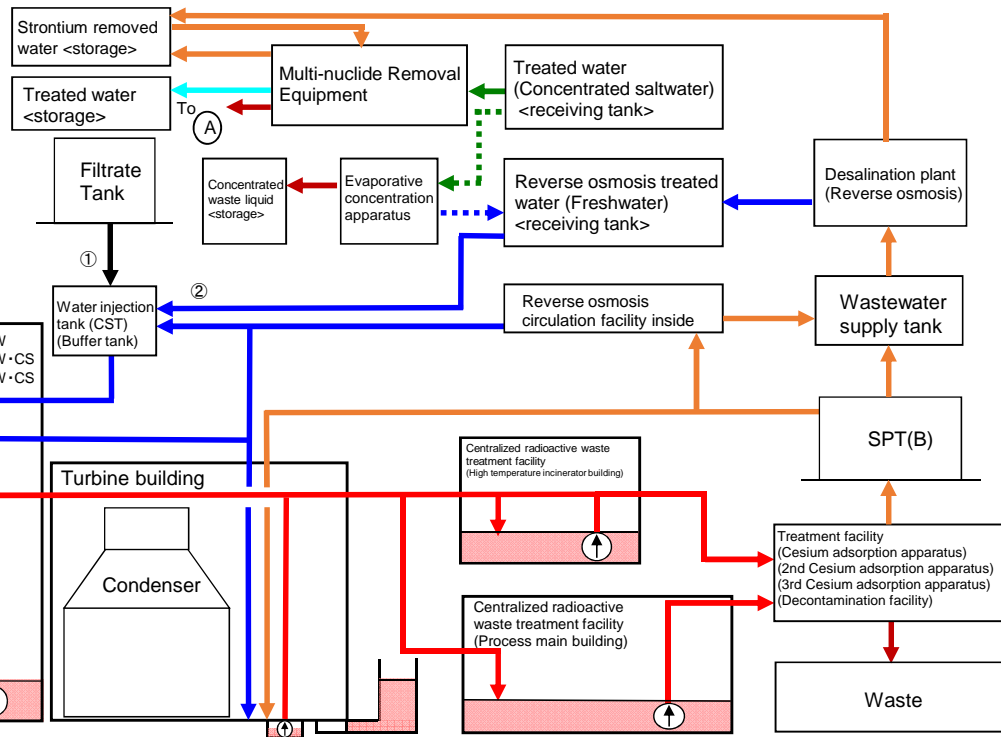 Strontium removed
water <storage>
Multi-nuclide Removal
Equipment
Treated water
(Concentrated saltwater)
<receiving tank>
Treated water
<storage>
To
A
Filtrate
Tank
Concentrated
waste liquid
<storage>
Evaporative
concentration
apparatus
Reverse osmosis treated
water (Freshwater)
<receiving tank>
Desalination plant
(Reverse osmosis)
①
②
Water injection
tank (CST)
(Buffer tank)
Reverse osmosis
circulation facility inside
Wastewater
supply tank
W・CS
W・CS
SPT(B)
Turbine building
Centralized radioactive waste
treatment facility
(High temperature incinerator building)
Condenser
Treatment facility
(Cesium adsorption apparatus)
(2nd Cesium adsorption apparatus)
(3rd Cesium adsorption apparatus)
(Decontamination facility)
Centralized radioactive
waste treatment facility
(Process main building)
Waste